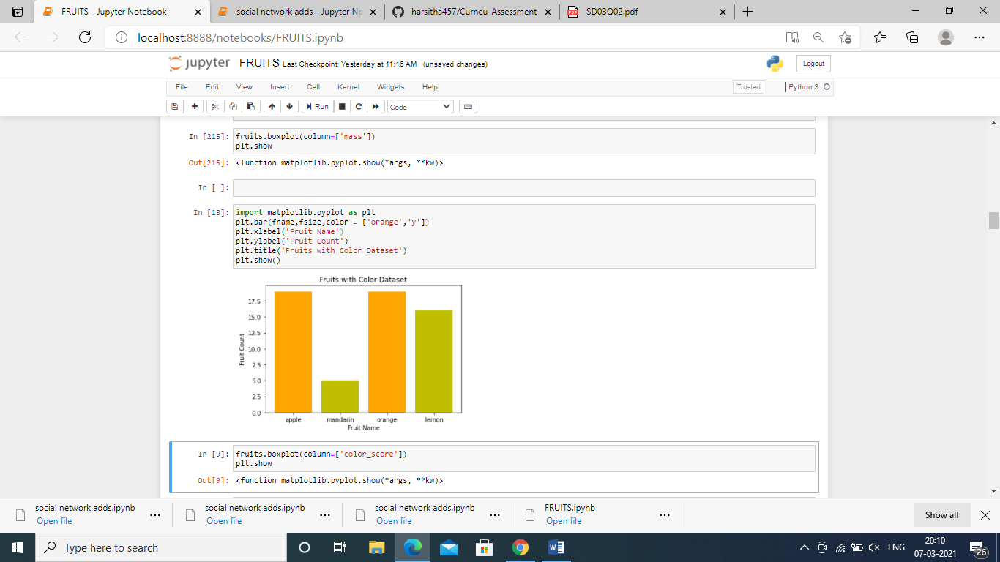 FRUITS - Jupyter Notebook
social network adds - Jupyter No
harsitha457/Curneu-Assessment
PDF
SD03Q02.pdf
localhost:8888/notebooks/FRUITS.ipynb
jupyter FRUITS Last Checkpoint: Yesterday at 11:16 AM (unsaved changes)
Logout
File Edit View Insert Cell Kernel Widgets Help
Trusted
Python 3
Run
Code
In [215]: fruits.boxplot(column=['mass'])
plt.show
Out[215]: <function matplotlib.pyplot.show(*args, **kw)>
In [ ]:
In [13]: import matplotlib.pyplot as plt
plt.bar(fname,fsize,color = ['orange','y'])
plt.xlabel('Fruit Name')
plt.ylabel('Fruit Count')
plt.title('Fruits with Color Dataset')
plt.show()
Fruits with Color Dataset
17.5
15.0
12.5
10.0
7.5
5.0
2.5
0.0
Fruit Count
apple mandarin orange lemon
Fruit Name
In [9]: fruits.boxplot(column=['color_score'])
plt.show
Out[9]: <function matplotlib.pyplot.show(*args, **kw)>
social network adds.ipynb
Open file
social network adds.ipynb
Open file
social network adds.ipynb
Open file
FRUITS.ipynb
Open file
Show all
Type here to search
W
ENG
20:10
07-03-2021
26